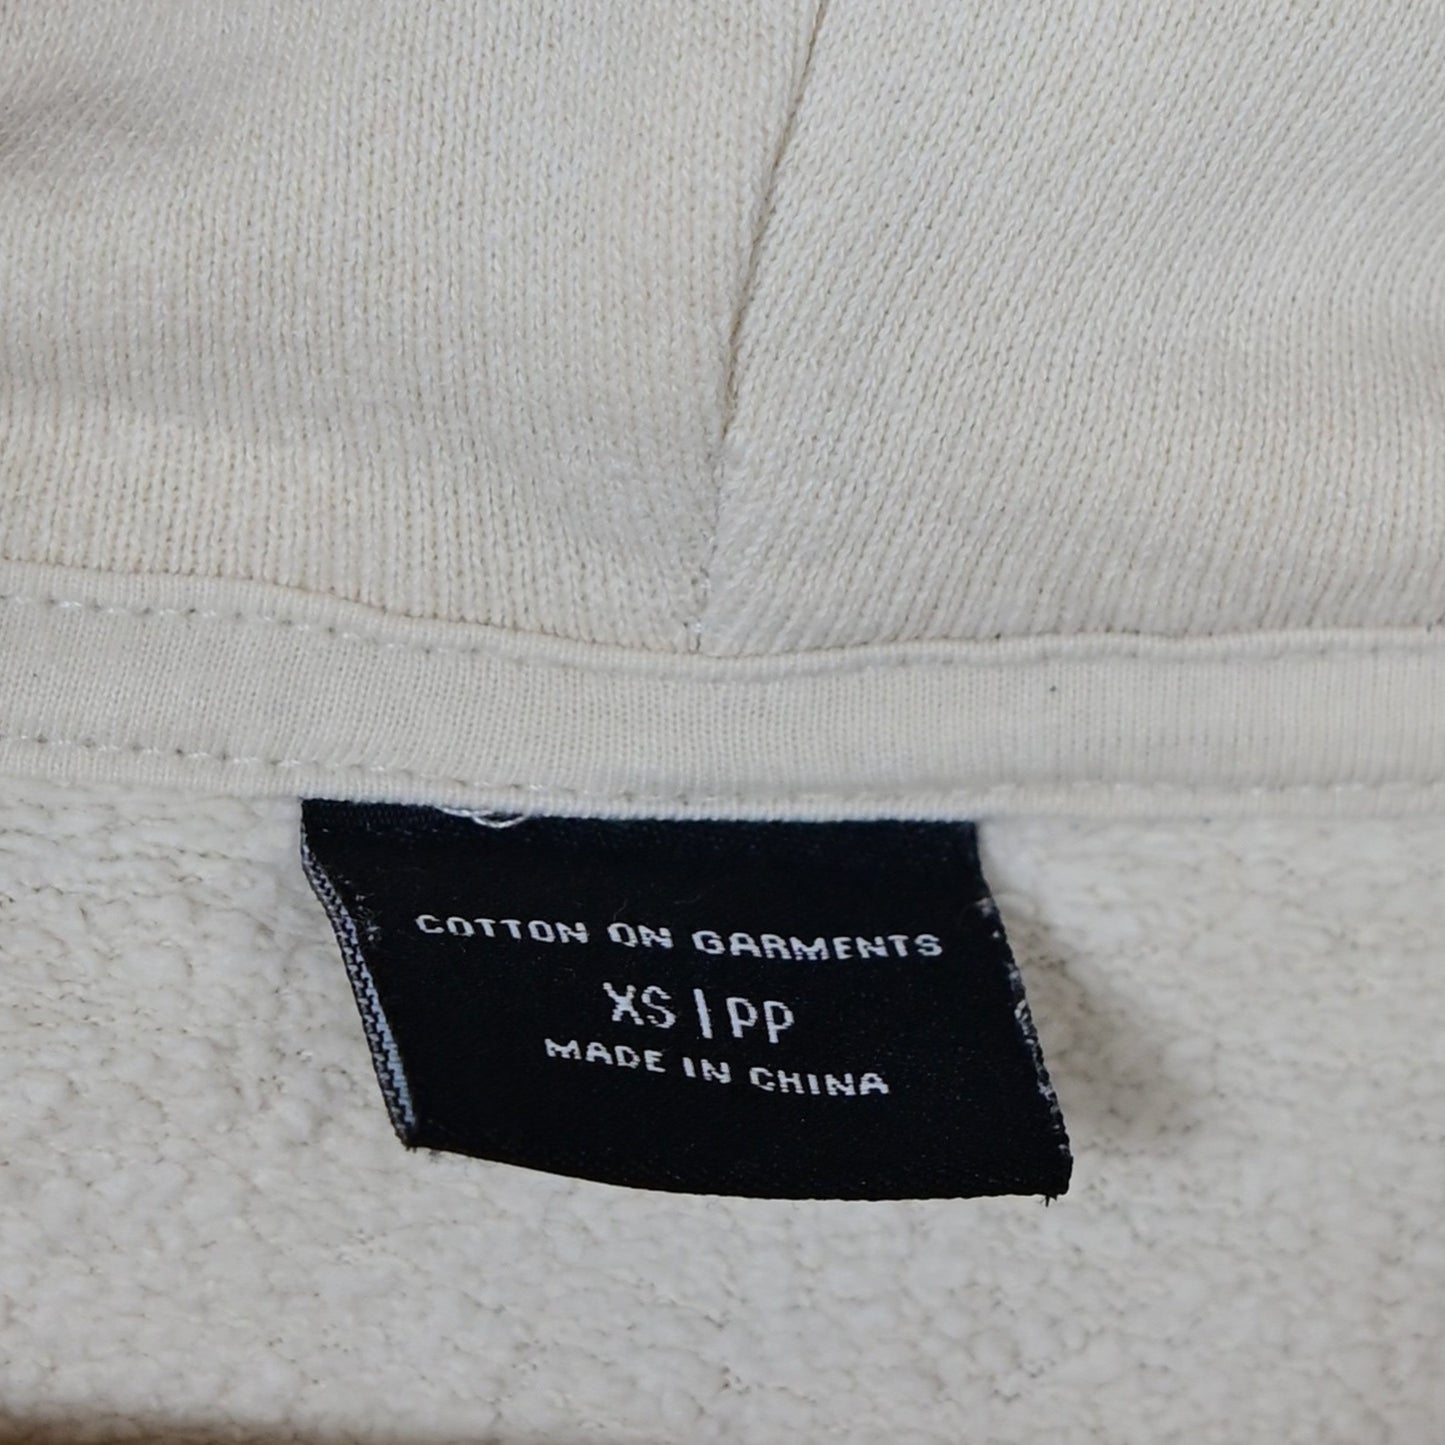 COTTON ON GARMENTS
XS | PP
MADE IN CHINA